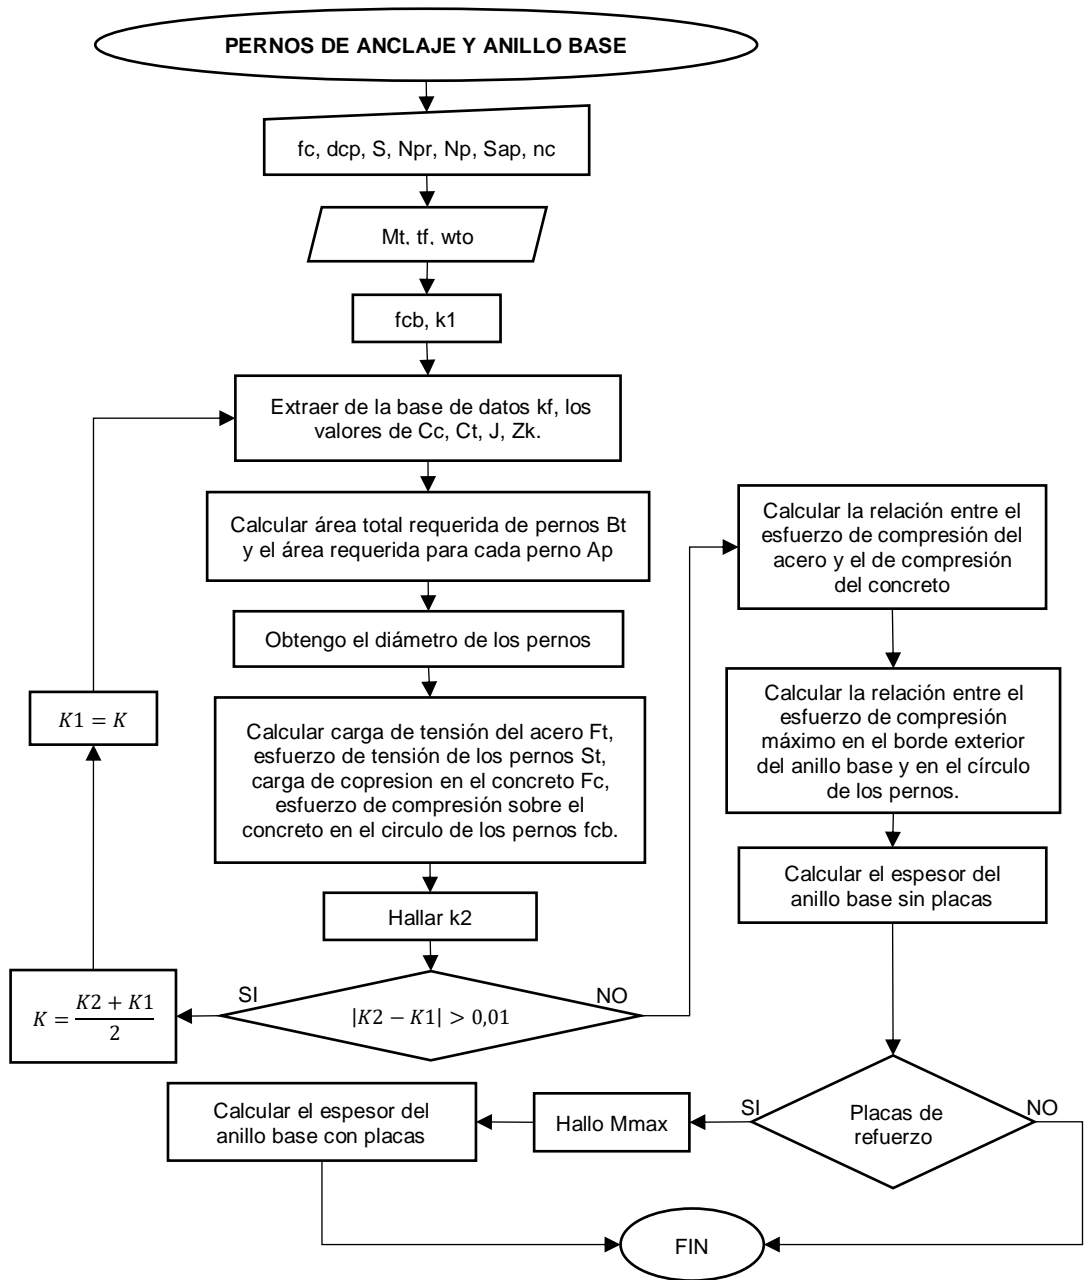 PERNOS DE ANCLAJE Y ANILLO BASE
fc, dcp, S, Npr, Np, Sap, nc
Mt, tf, wto
fcb, k1
Extraer de la base de datos kf, los
valores de Cc, Ct, J, Zk.
Calcular área total requerida de pernos Bt
y el área requerida para cada perno Ap
Obtengo el diámetro de los pernos
Calcular carga de tensión del acero Ft,
esfuerzo de tensión de los pernos St,
carga de copresion en el concreto Fc,
esfuerzo de compresión sobre el
concreto en el circulo de los pernos fcb.
Hallar k2
|K2 − K1| > 0,01
SI
NO
K = (K2 + K1) / 2
K1 = K
Calcular la relación entre el
esfuerzo de compresión del
acero y el de compresión
del concreto
Calcular la relación entre el
esfuerzo de compresión
máximo en el borde exterior
del anillo base y en el círculo
de los pernos.
Calcular el espesor del
anillo base sin placas
Placas de
refuerzo
SI
NO
Hallo Mmax
Calcular el espesor del
anillo base con placas
FIN